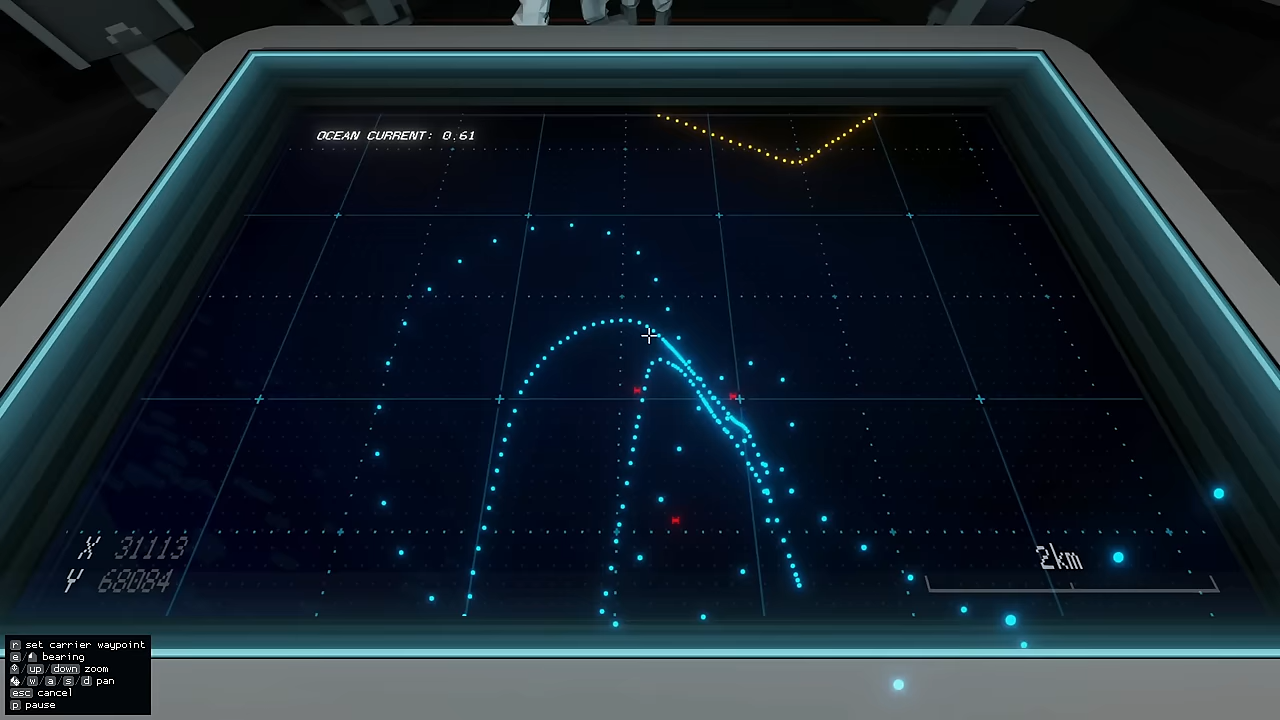 OCEAN CURRENT: 0.61
X 31113
Y 68084
2km
r set carrier waypoint
e / bearing
/ up / down zoom
/ w / a / s / d pan
esc cancel
p pause